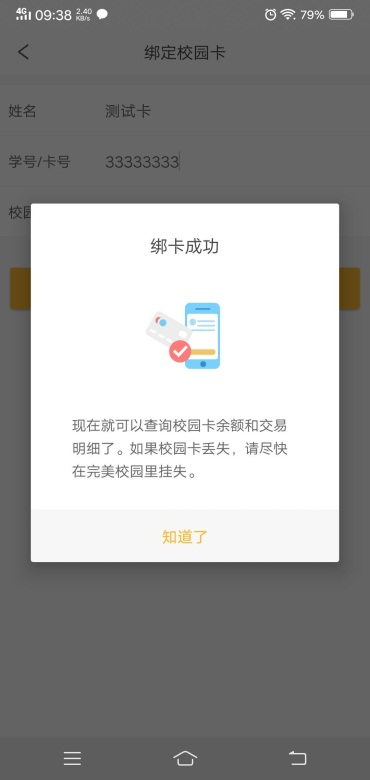 4G 09:38 2.40 KB/s 79%
绑定校园卡
姓名 测试卡
学号/卡号 33333333
校园
绑卡成功
现在就可以查询校园卡余额和交易
明细了。如果校园卡丢失，请尽快
在完美校园里挂失。
知道了